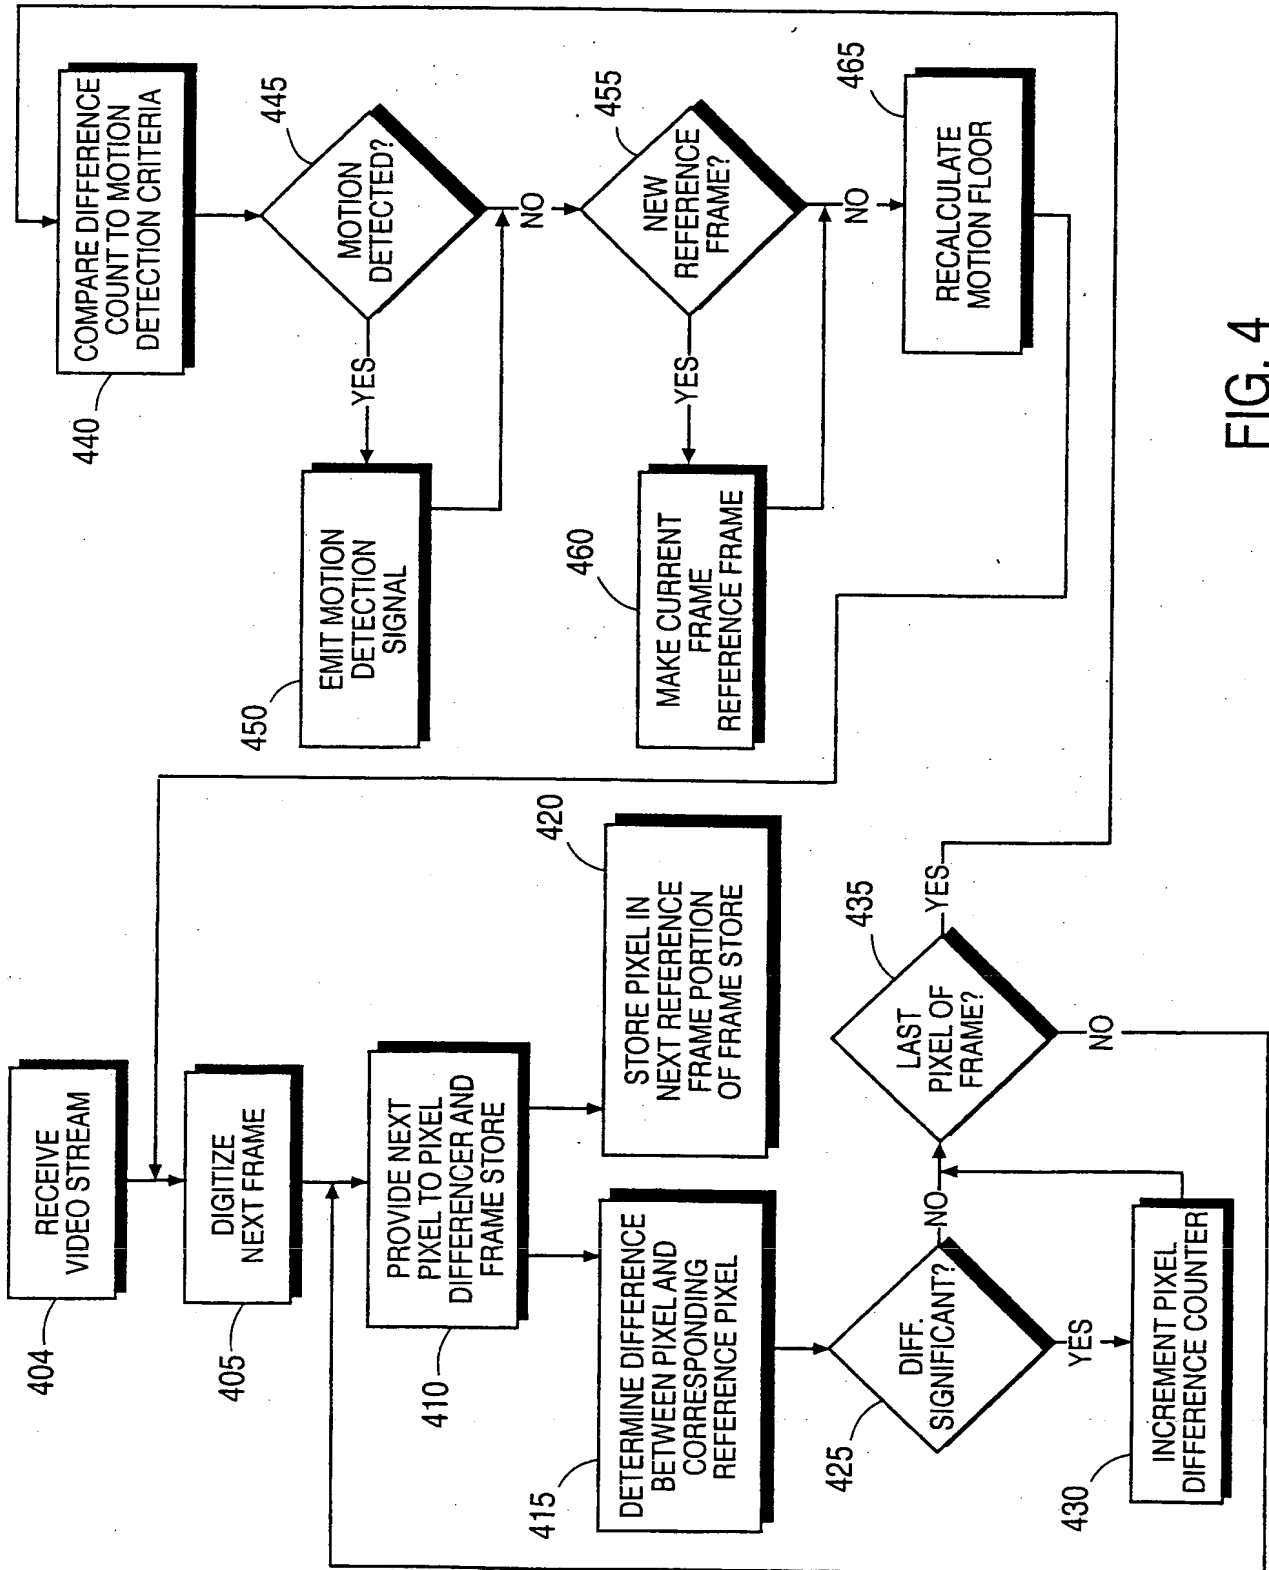 404
RECEIVE
VIDEO STREAM
405
DIGITIZE
NEXT FRAME
410
PROVIDE NEXT
PIXEL TO PIXEL
DIFFERENCER AND
FRAME STORE
415
DETERMINE DIFFERENCE
BETWEEN PIXEL AND
CORRESPONDING
REFERENCE PIXEL
420
STORE PIXEL IN
NEXT REFERENCE
FRAME PORTION
OF FRAME STORE
425
DIFF.
SIGNIFICANT?
NO
YES
430
INCREMENT PIXEL
DIFFERENCE COUNTER
435
LAST
PIXEL OF
FRAME?
YES
NO
440
COMPARE DIFFERENCE
COUNT TO MOTION
DETECTION CRITERIA
445
MOTION
DETECTED?
YES
NO
450
EMIT MOTION
DETECTION
SIGNAL
455
NEW
REFERENCE
FRAME?
YES
NO
460
MAKE CURRENT
FRAME
REFERENCE FRAME
465
RECALCULATE
MOTION FLOOR
FIG. 4